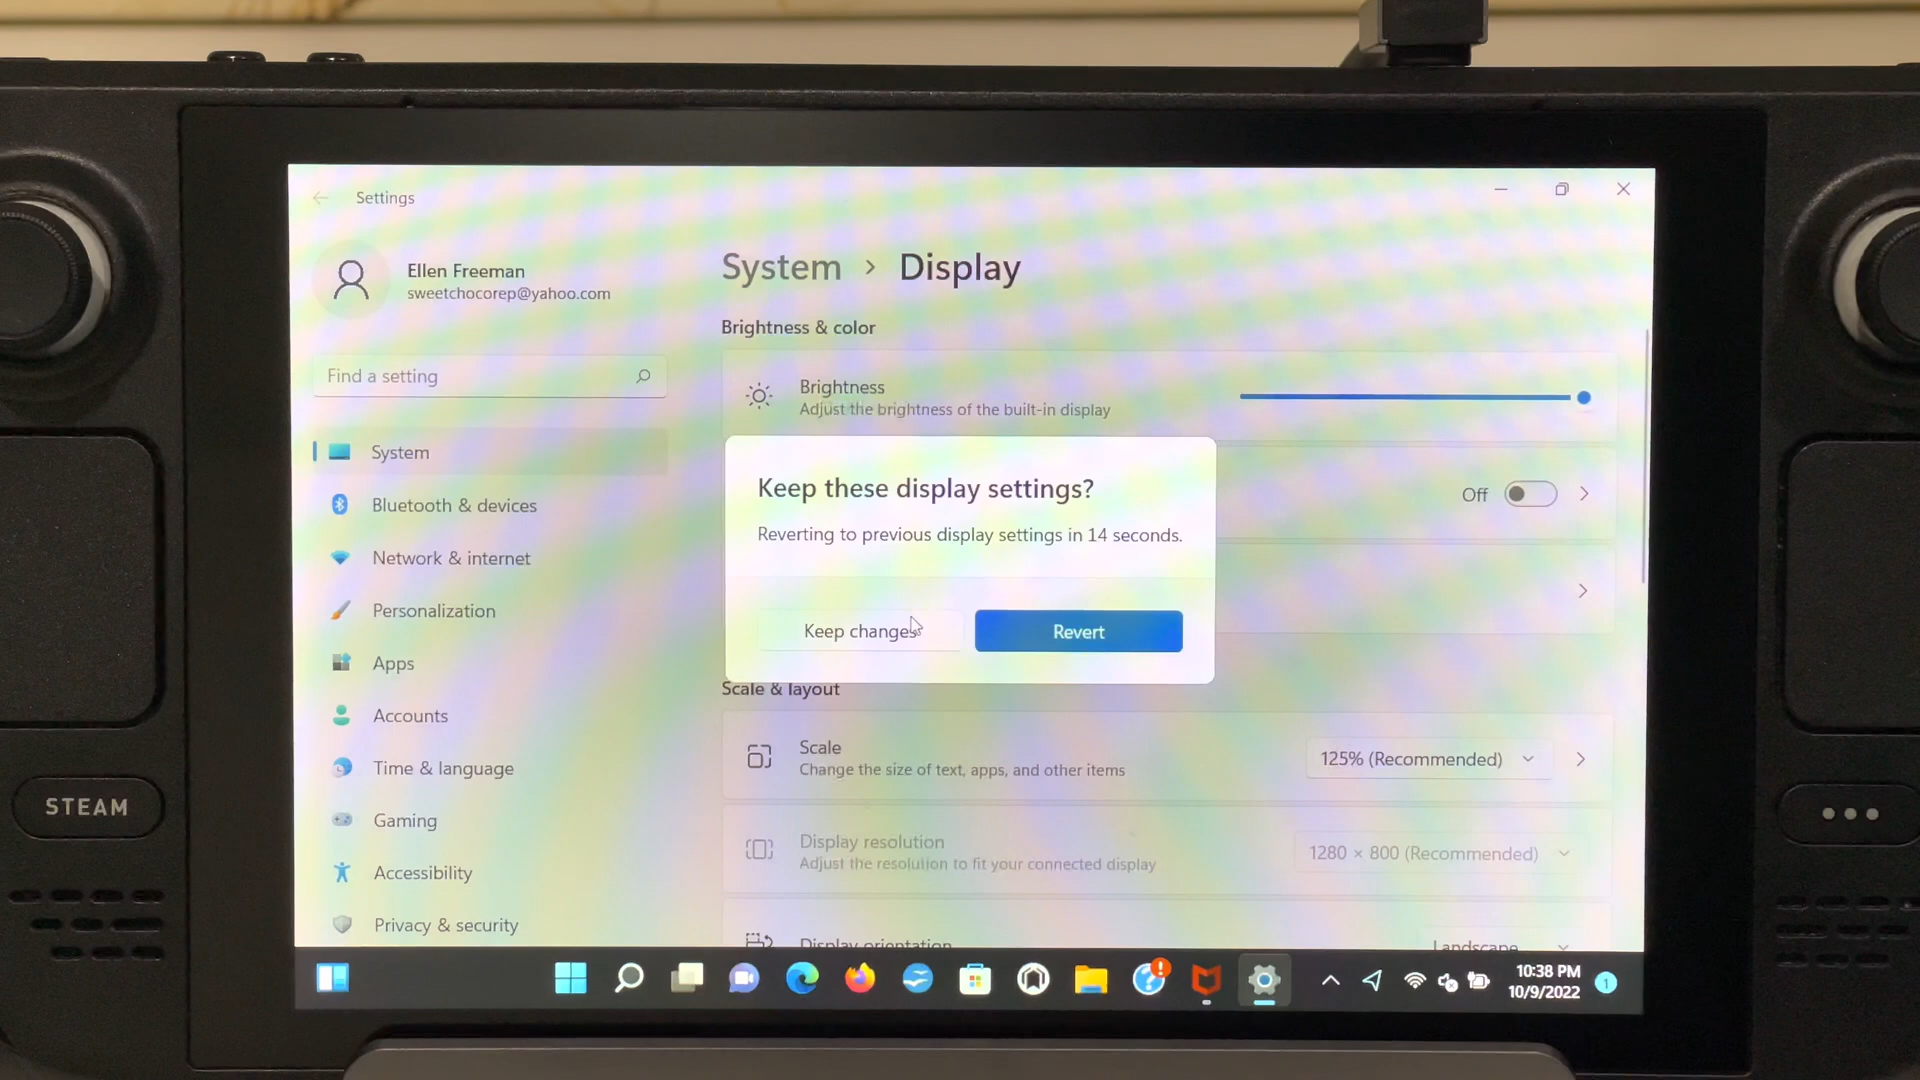 Settings
Ellen Freeman
sweetchocorep@yahoo.com
Find a setting
System
Bluetooth & devices
Network & internet
Personalization
Apps
Accounts
Time & language
Gaming
Accessibility
Privacy & security
System > Display
Brightness & color
Brightness
Adjust the brightness of the built-in display
Off
Keep these display settings?
Reverting to previous display settings in 14 seconds.
Keep changes
Revert
Scale & layout
Scale
Change the size of text, apps, and other items
125% (Recommended)
Display resolution
Adjust the resolution to fit your connected display
1280 × 800 (Recommended)
Display orientation
Landscape
10:38 PM
10/9/2022
1
STEAM